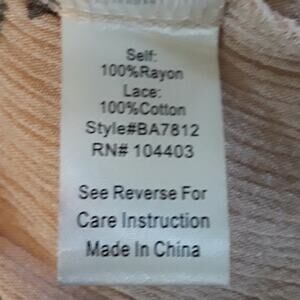 Self:
100%Rayon
Lace:
100%Cotton
Style#BA7812
RN# 104403
See Reverse For
Care Instruction
Made In China